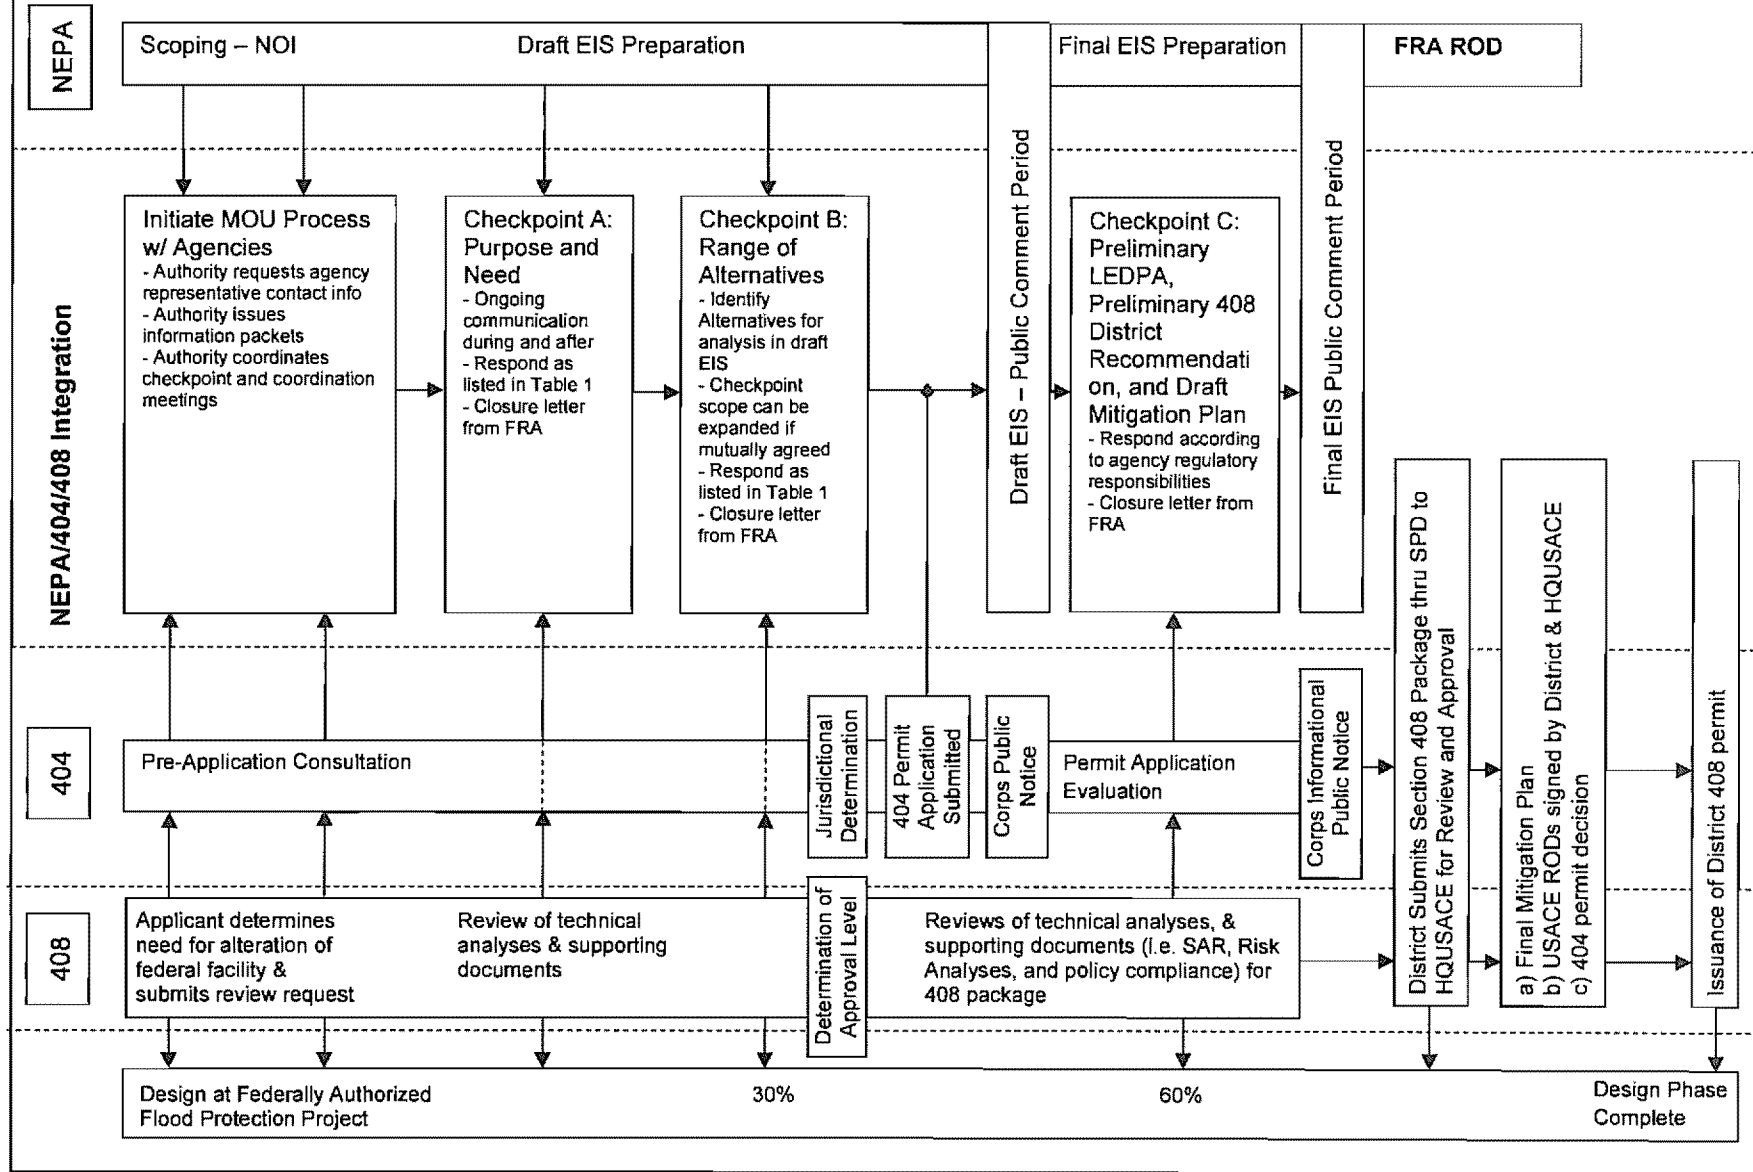 NEPA
Scoping – NOI
Draft EIS Preparation
Final EIS Preparation
FRA ROD
NEPA/404/408 Integration
Initiate MOU Process
w/ Agencies
- Authority requests agency
representative contact info
- Authority issues
information packets
- Authority coordinates
checkpoint and coordination
meetings
Checkpoint A:
Purpose and
Need
- Ongoing
communication
during and after
- Respond as
listed in Table 1
- Closure letter
from FRA
Checkpoint B:
Range of
Alternatives
- Identify
Alternatives for
analysis in draft
EIS
- Checkpoint
scope can be
expanded if
mutually agreed
- Respond as
listed in Table 1
- Closure letter
from FRA
Draft EIS – Public Comment Period
Checkpoint C:
Preliminary
LEDPA,
Preliminary 408
District
Recommendati
on, and Draft
Mitigation Plan
- Respond according
to agency regulatory
responsibilities
- Closure letter from
FRA
Final EIS Public Comment Period
404
Pre-Application Consultation
Jurisdictional
Determination
404 Permit
Application
Submitted
Corps Public
Notice
Permit Application
Evaluation
Corps Informational
Public Notice
District Submits Section 408 Package thru SPD to
HQUSACE for Review and Approval
a) Final Mitigation Plan
b) USACE RODs signed by District & HQUSACE
c) 404 permit decision
Issuance of District 408 permit
408
Applicant determines
need for alteration of
federal facility &
submits review request
Review of technical
analyses & supporting
documents
Determination of
Approval Level
Reviews of technical analyses, &
supporting documents (i.e. SAR, Risk
Analyses, and policy compliance) for
408 package
Design at Federally Authorized
Flood Protection Project
30%
60%
Design Phase
Complete